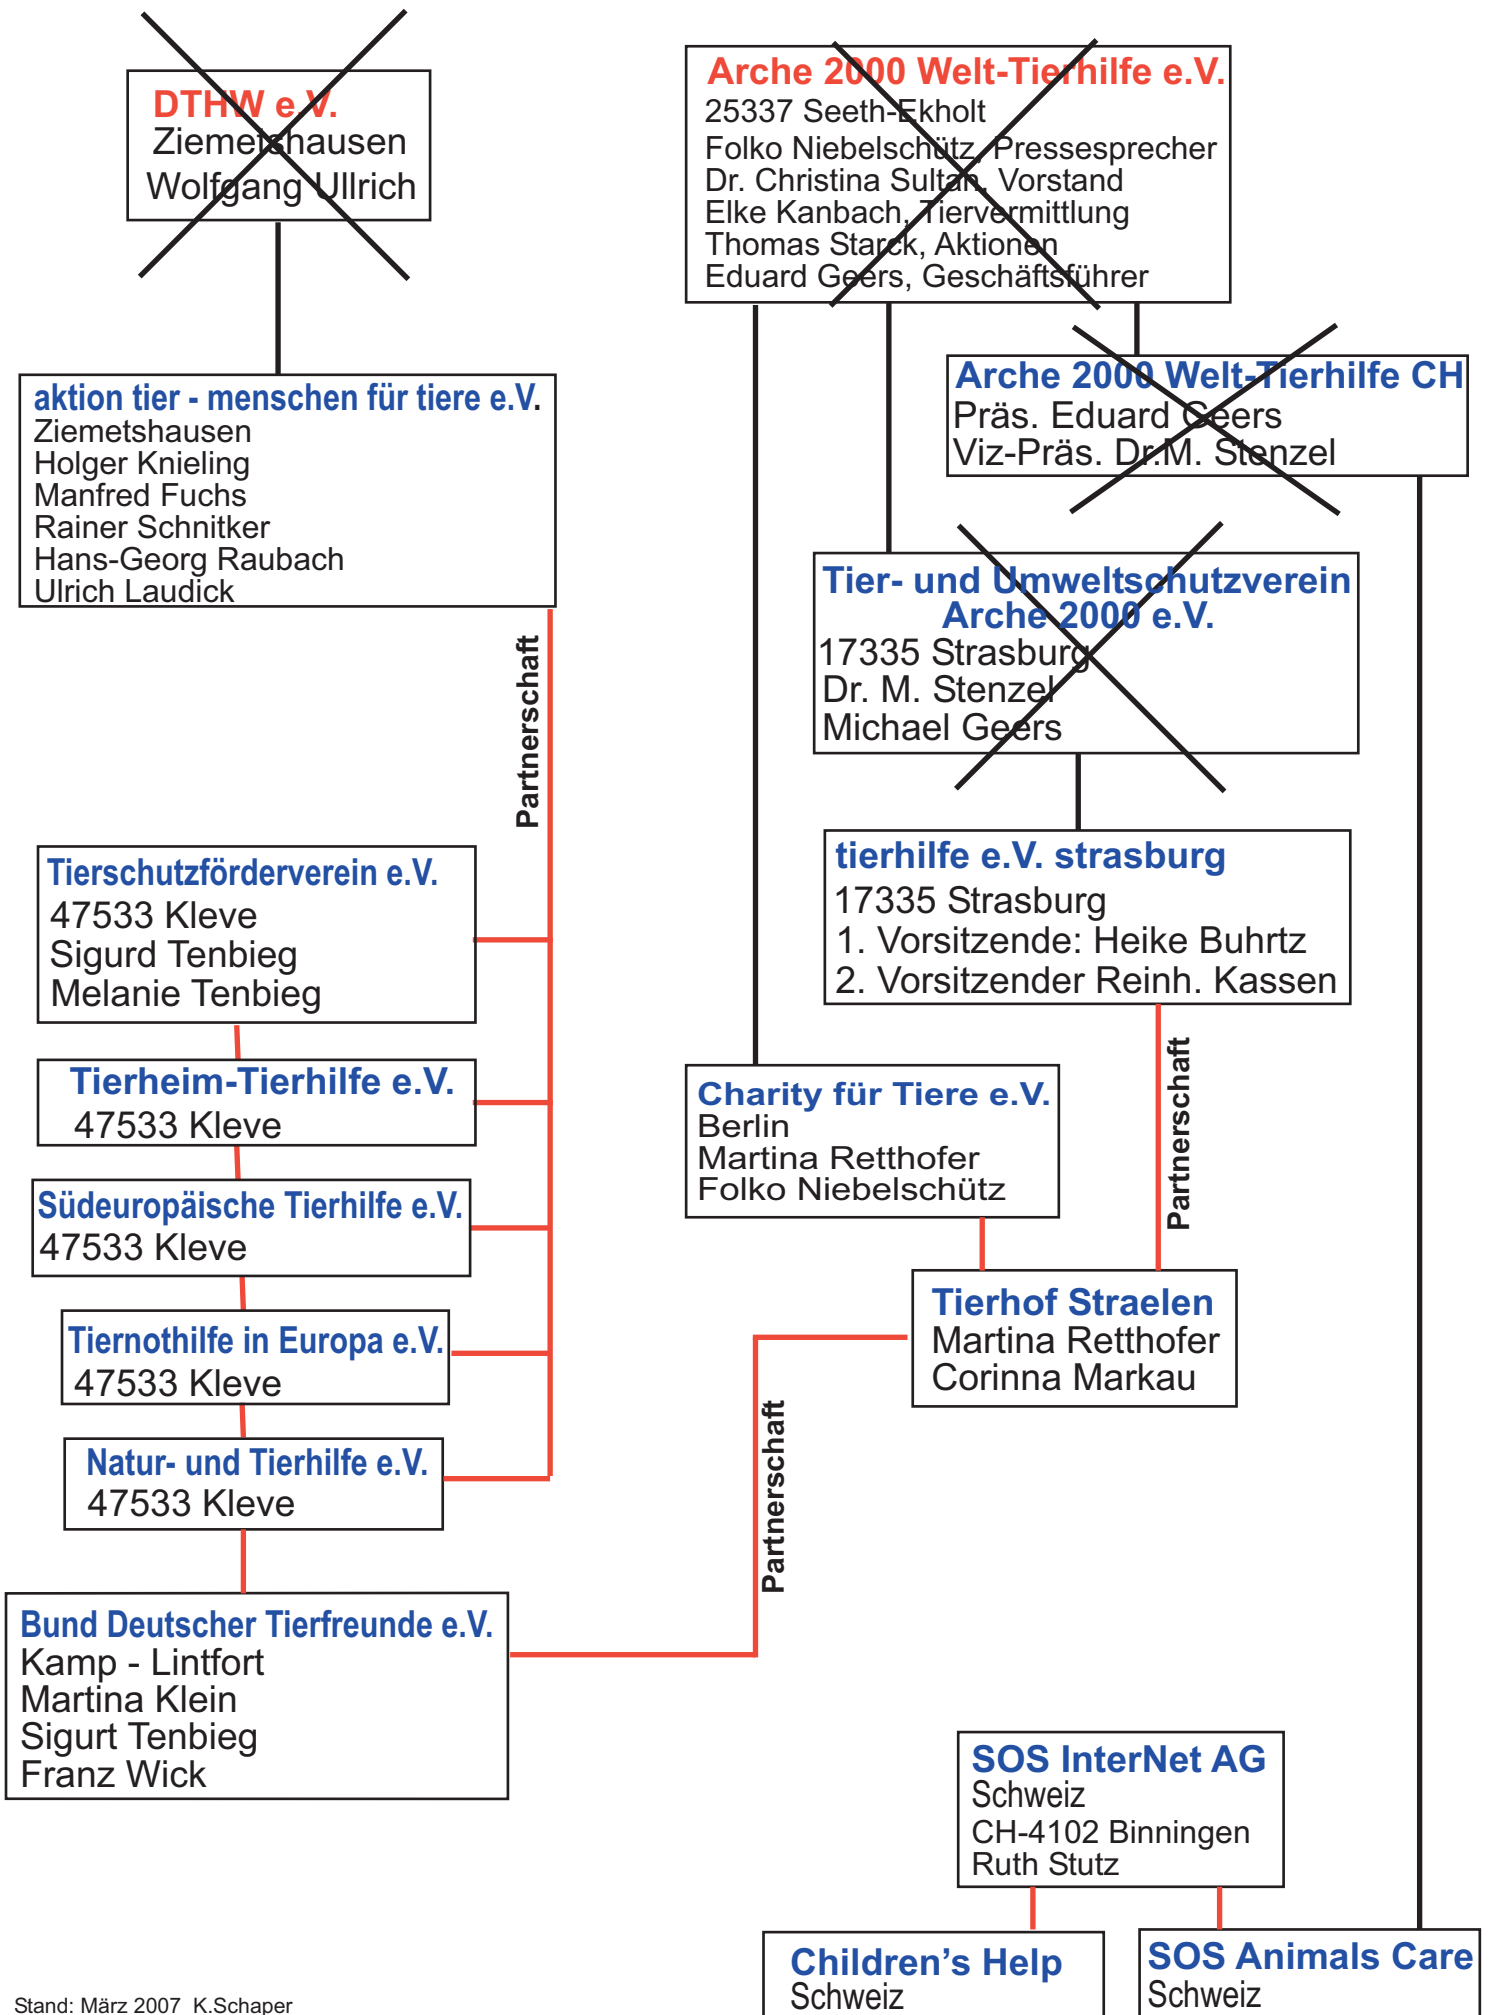 DTHW e.V.
Ziemetshausen
Wolfgang Ullrich
Arche 2000 Welt-Tierhilfe e.V.
25337 Seeth-Ekholt
Folko Niebelschütz, Pressesprecher
Dr. Christina Sultan, Vorstand
Elke Kanbach, Tiervermittlung
Thomas Starck, Aktionen
Eduard Geers, Geschäftsführer
Arche 2000 Welt-Tierhilfe CH
Präs. Eduard Geers
Viz-Präs. Dr.M. Stenzel
aktion tier - menschen für tiere e.V.
Ziemetshausen
Holger Knieling
Manfred Fuchs
Rainer Schnitker
Hans-Georg Raubach
Ulrich Laudick
Tier- und Umweltschutzverein
Arche 2000 e.V.
17335 Strasburg
Dr. M. Stenzel
Michael Geers
Partnerschaft
Tierschutzförderverein e.V.
47533 Kleve
Sigurd Tenbieg
Melanie Tenbieg
tierhilfe e.V. strasburg
17335 Strasburg
1. Vorsitzende: Heike Buhrtz
2. Vorsitzender Reinh. Kassen
Partnerschaft
Tierheim-Tierhilfe e.V.
47533 Kleve
Charity für Tiere e.V.
Berlin
Martina Retthofer
Folko Niebelschütz
Südeuropäische Tierhilfe e.V.
47533 Kleve
Tierhof Straelen
Martina Retthofer
Corinna Markau
Tiernothilfe in Europa e.V.
47533 Kleve
Partnerschaft
Natur- und Tierhilfe e.V.
47533 Kleve
Bund Deutscher Tierfreunde e.V.
Kamp - Lintfort
Martina Klein
Sigurt Tenbieg
Franz Wick
SOS InterNet AG
Schweiz
CH-4102 Binningen
Ruth Stutz
Children's Help
Schweiz
SOS Animals Care
Schweiz
Stand: März 2007 K.Schaper